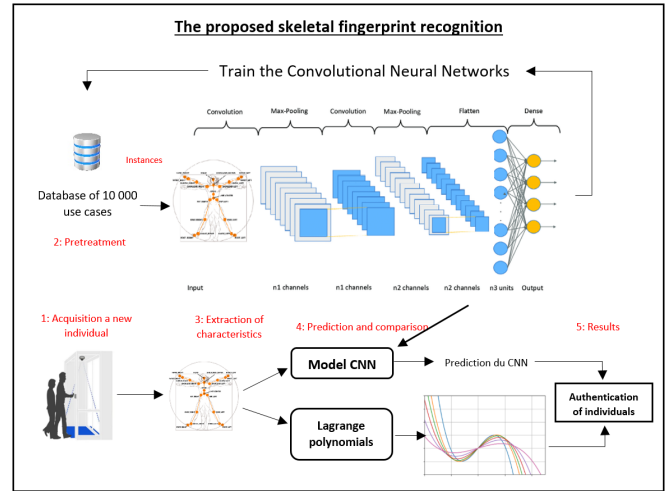 The proposed skeletal fingerprint recognition
Train the Convolutional Neural Networks
Convolution
Max-Pooling
Convolution
Max-Pooling
Flatten
Dense
Instances
Database of 10 000
use cases
2: Pretreatment
Input
n1 channels
n1 channels
n2 channels
n2 channels
n3 units
Output
1: Acquisition a new
individual
3: Extraction of
characteristics
4: Prediction and comparison
5: Results
Model CNN
Prediction du CNN
Lagrange
polynomials
Authentication
of individuals